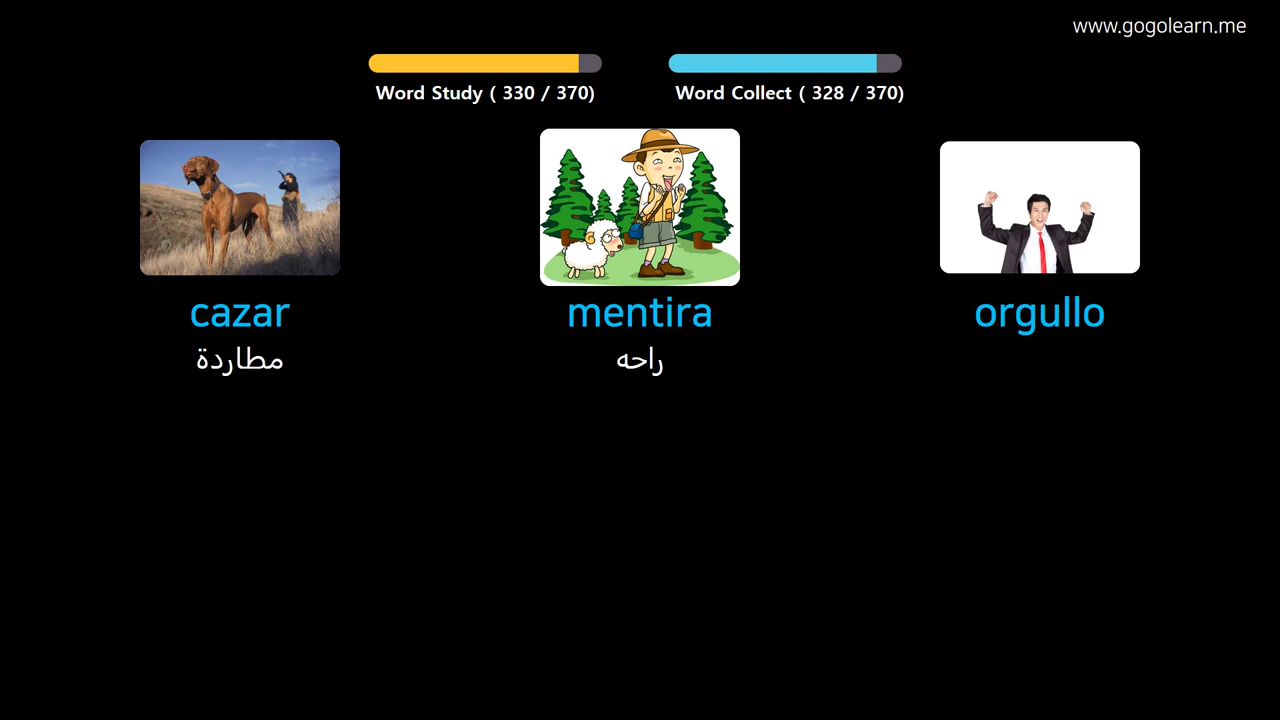 www.gogolearn.me
Word Study ( 330 / 370)
Word Collect ( 328 / 370)
cazar
mentira
orgullo
مطاردة
راحه